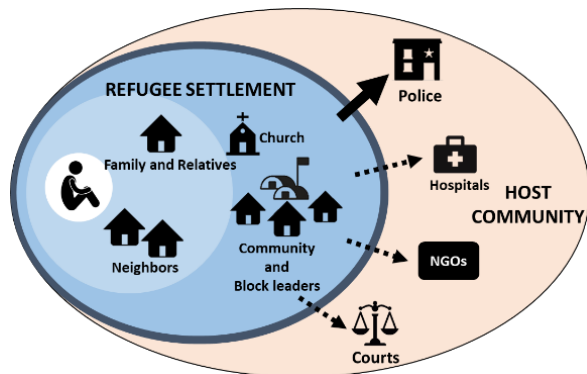 REFUGEE SETTLEMENT
Police
Church
Family and Relatives
Hospitals
HOST
COMMUNITY
Neighbors
Community
and
Block leaders
NGOs
Courts